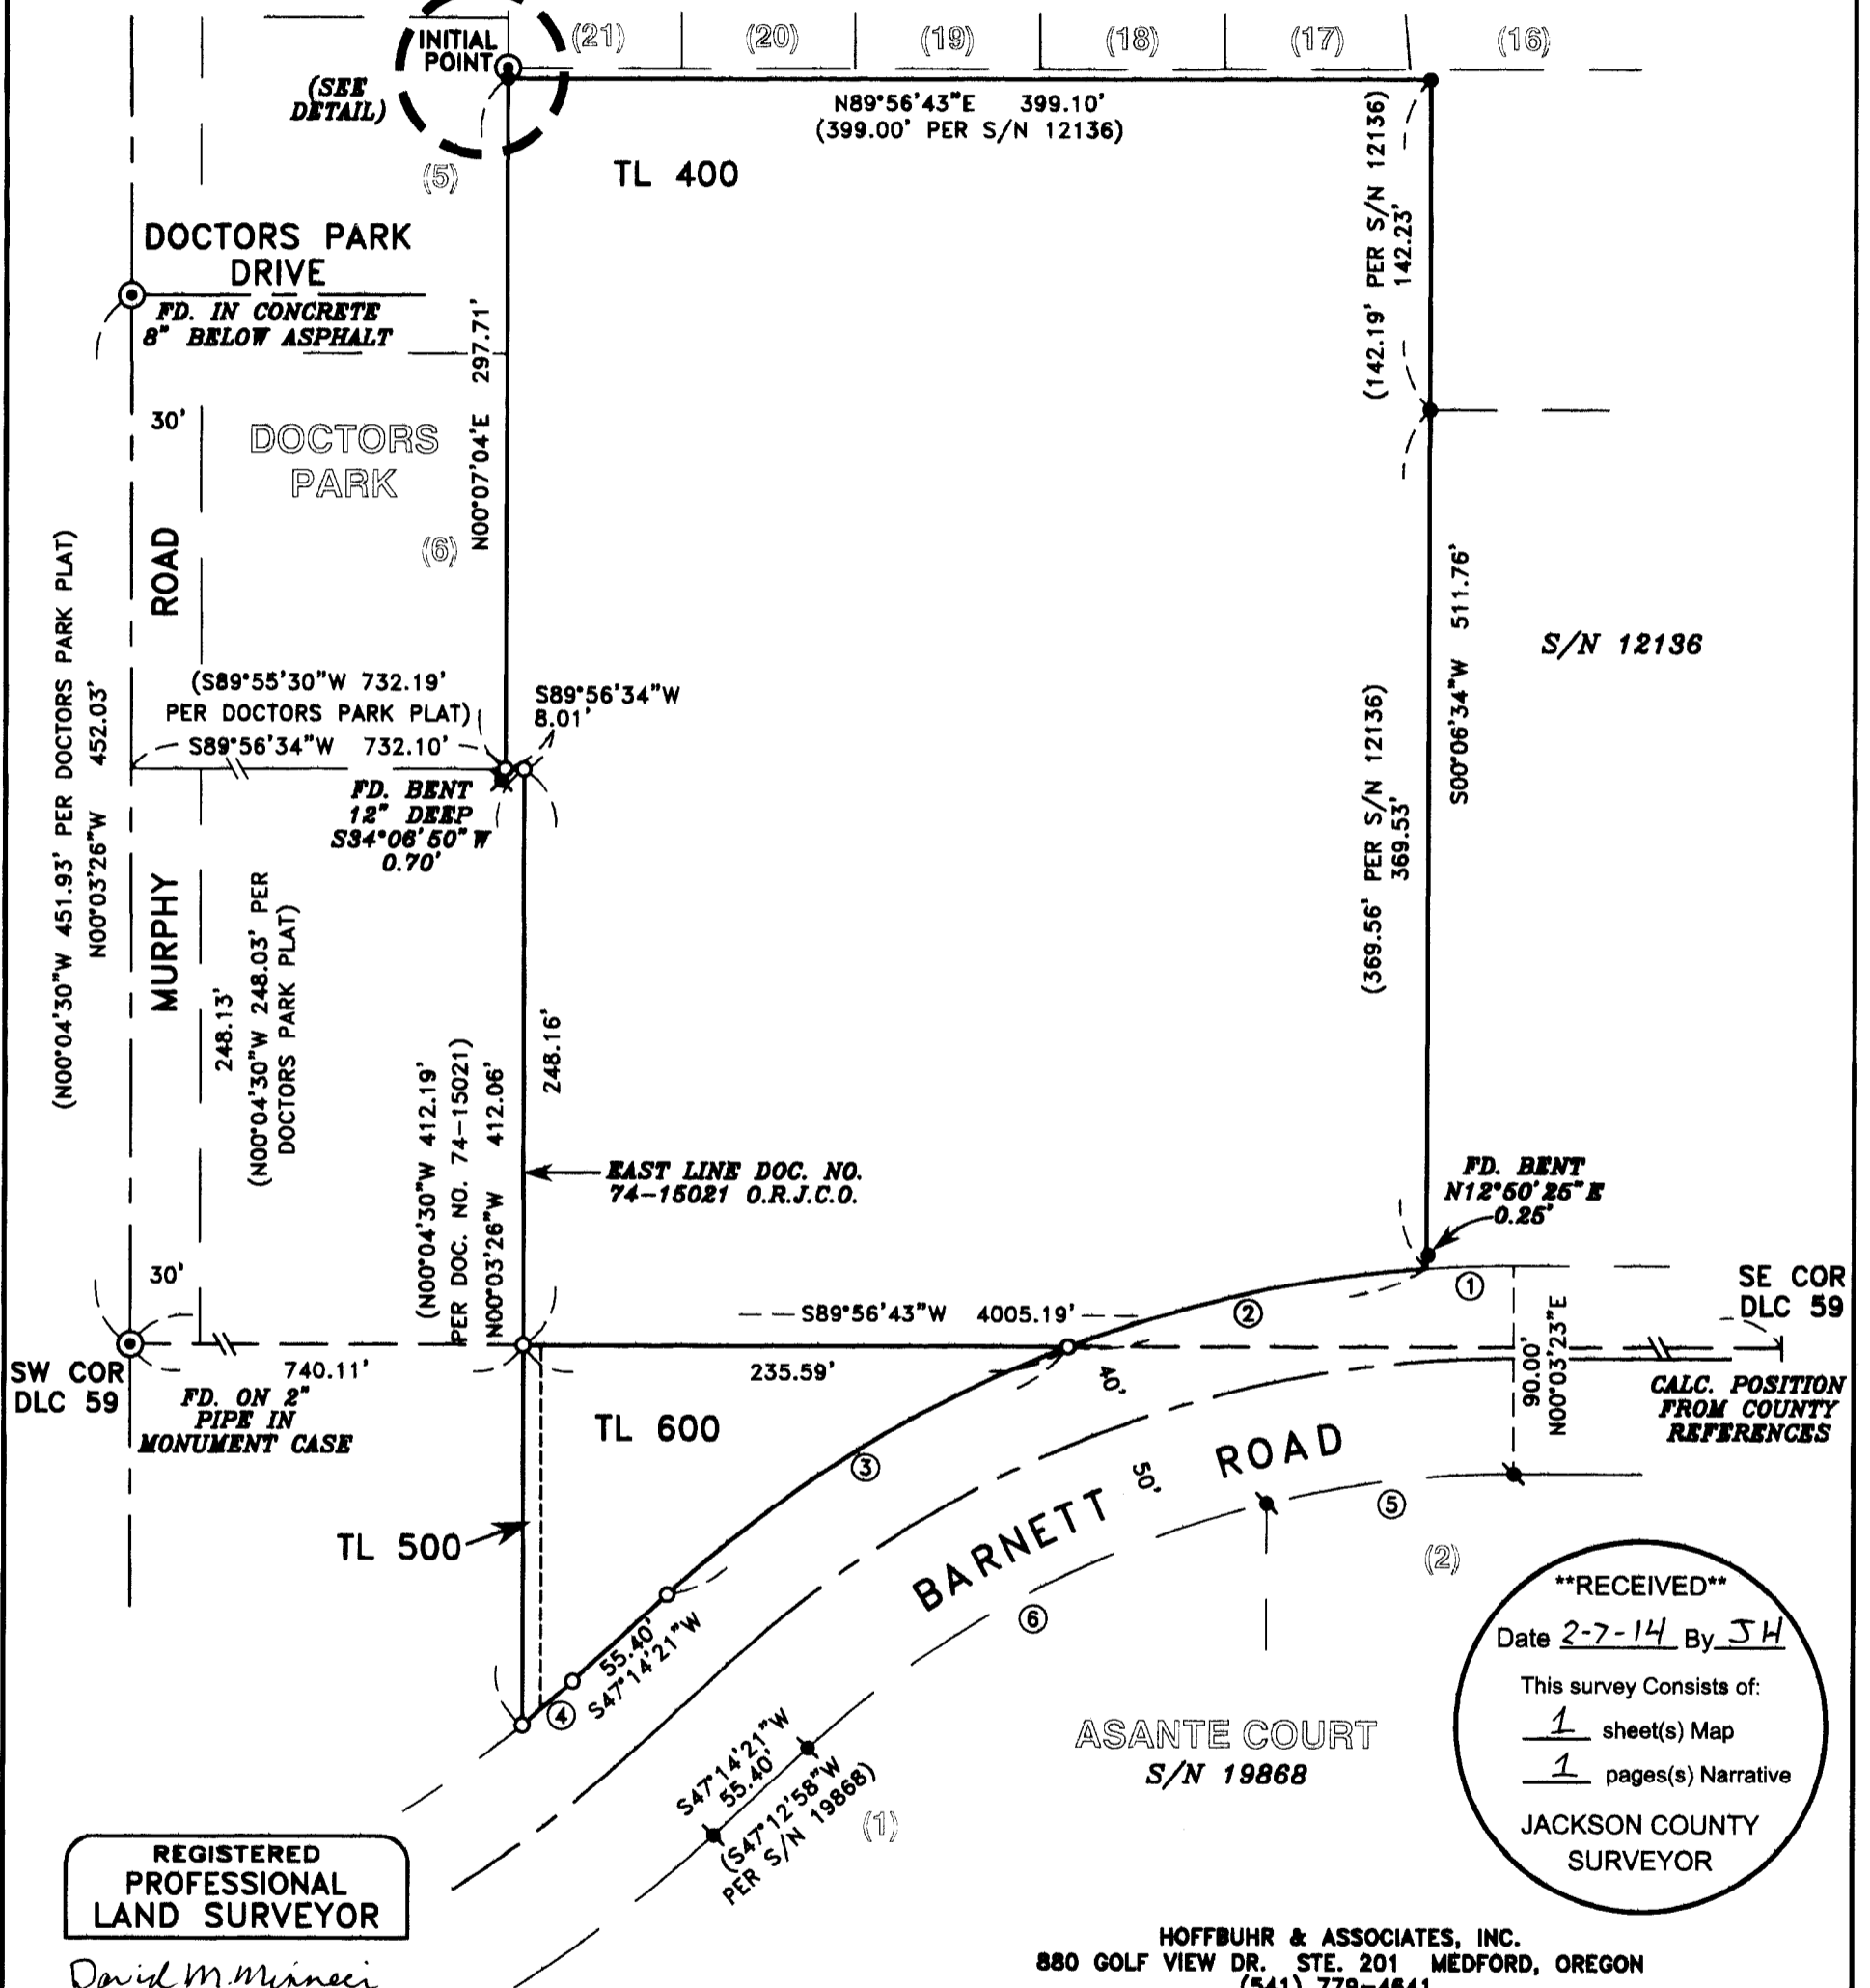 INITIAL
POINT
(SEE
DETAIL)
(21)
(20)
(19)
(18)
(17)
(16)
N89°56'43"E 399.10'
(399.00' PER S/N 12136)
(5)
TL 400
(142.19' PER S/N 12136)
142.23'
DOCTORS PARK
DRIVE
FD. IN CONCRETE
8" BELOW ASPHALT
N00°07'04'E 297.71'
30'
DOCTORS
PARK
(6)
ROAD
MURPHY
(N00°04'30"W 451.93' PER DOCTORS PARK PLAT)
N00°03'26"W 452.03'
S/N 12136
S00°06'34"W 511.76'
(369.56' PER S/N 12136)
369.53'
(S89°55'30"W 732.19'
PER DOCTORS PARK PLAT)
S89°56'34"W 732.10'
S89°56'34"W
8.01'
FD. BENT
12" DEEP
S34°06'50"W
0.70'
248.13'
(N00°04'30"W 248.03' PER
DOCTORS PARK PLAT)
(N00°04'30"W 412.19'
PER DOC. NO. 74-15021)
N00°03'26"W 412.06'
248.16'
EAST LINE DOC. NO.
74-15021 O.R.J.C.O.
FD. BENT
N12°50'25"E
0.25'
30'
S89°56'43"W 4005.19'
2
1
SE COR
DLC 59
SW COR
DLC 59
740.11'
FD. ON 2"
PIPE IN
MONUMENT CASE
235.59'
40'
90.00'
N00°03'23"E
CALC. POSITION
FROM COUNTY
REFERENCES
TL 600
3
BARNETT ROAD
50'
5
TL 500
6
(2)
55.40'
S47°14'21"W
4
S47°14'21"W
55.40'
(S47°12'58"W
PER S/N 19868)
(1)
ASANTE COURT
S/N 19868
**RECEIVED**
Date 2-7-14 By JH
This survey Consists of:
1 sheet(s) Map
1 pages(s) Narrative
JACKSON COUNTY
SURVEYOR
REGISTERED
PROFESSIONAL
LAND SURVEYOR
David M. Minneci
HOFFBUHR & ASSOCIATES, INC.
880 GOLF VIEW DR. STE. 201 MEDFORD, OREGON
(541) 779-4641